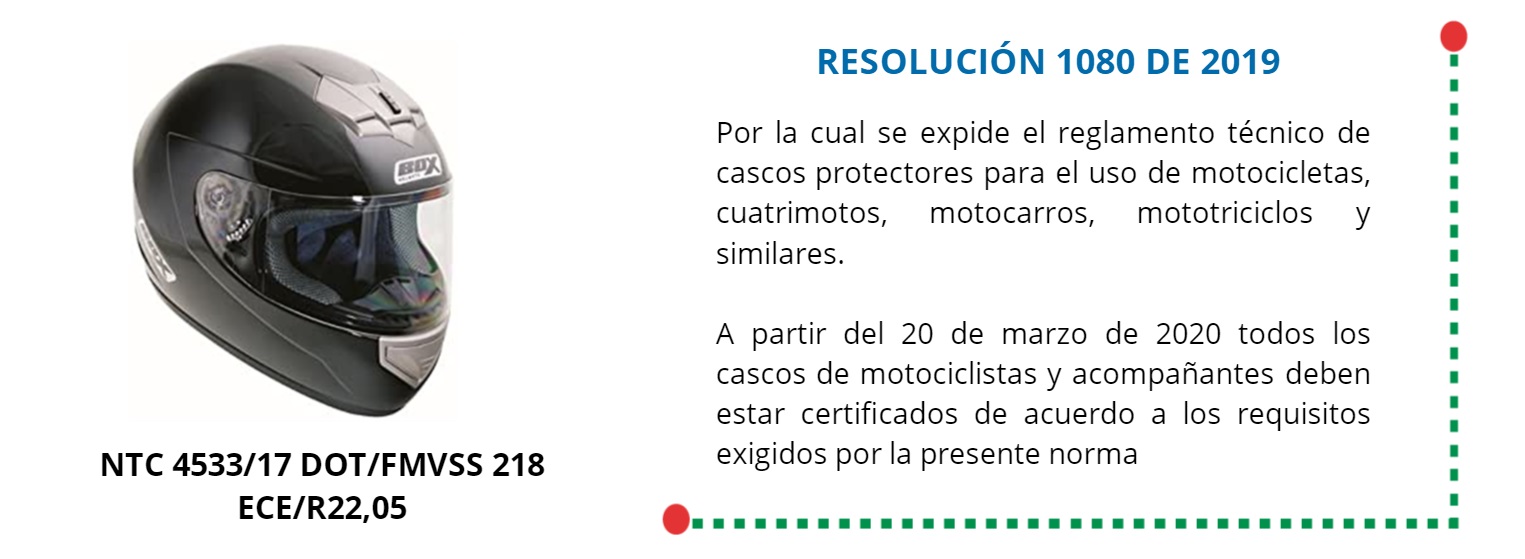 BOX
BOX
NTC 4533/17 DOT/FMVSS 218
ECE/R22,05
RESOLUCIÓN 1080 DE 2019
Por la cual se expide el reglamento técnico de
cascos protectores para el uso de motocicletas,
cuatrimotos, motocarros, mototriciclos y
similares.
A partir del 20 de marzo de 2020 todos los
cascos de motociclistas y acompañantes deben
estar certificados de acuerdo a los requisitos
exigidos por la presente norma